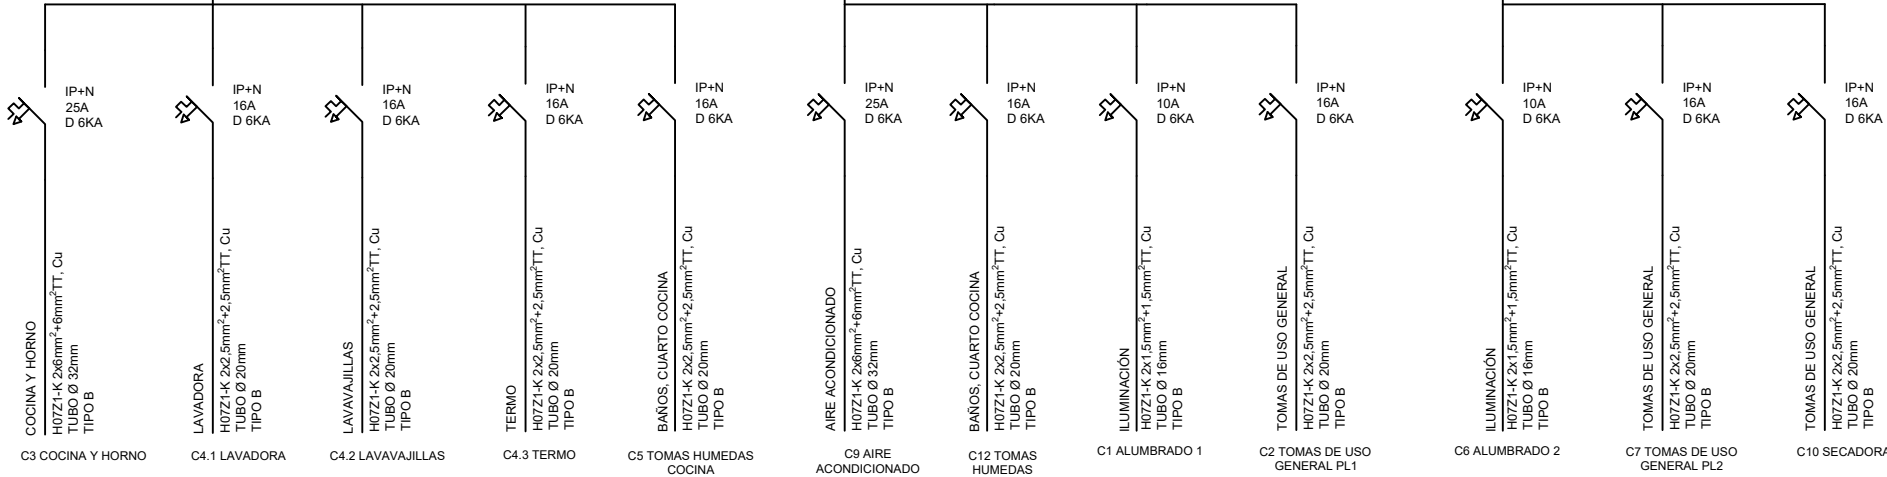 IP+N
25A
D 6KA
IP+N
16A
D 6KA
IP+N
16A
D 6KA
IP+N
16A
D 6KA
IP+N
16A
D 6KA
IP+N
25A
D 6KA
IP+N
16A
D 6KA
IP+N
10A
D 6KA
IP+N
16A
D 6KA
IP+N
10A
D 6KA
IP+N
16A
D 6KA
IP+N
16A
D 6KA
COCINA Y HORNO
H07Z1-K 2x6mm²+6mm²TT, Cu
TUBO Ø 32mm
TIPO B
LAVADORA
H07Z1-K 2x2,5mm²+2,5mm²TT, Cu
TUBO Ø 20mm
TIPO B
LAVAVAJILLAS
H07Z1-K 2x2,5mm²+2,5mm²TT, Cu
TUBO Ø 20mm
TIPO B
TERMO
H07Z1-K 2x2,5mm²+2,5mm²TT, Cu
TUBO Ø 20mm
TIPO B
BAÑOS, CUARTO COCINA
H07Z1-K 2x2,5mm²+2,5mm²TT, Cu
TUBO Ø 20mm
TIPO B
AIRE ACONDICIONADO
H07Z1-K 2x6mm²+6mm²TT, Cu
TUBO Ø 32mm
TIPO B
BAÑOS, CUARTO COCINA
H07Z1-K 2x2,5mm²+2,5mm²TT, Cu
TUBO Ø 20mm
TIPO B
ILUMINACIÓN
H07Z1-K 2x1,5mm²+1,5mm²TT, Cu
TUBO Ø 16mm
TIPO B
TOMAS DE USO GENERAL
H07Z1-K 2x2,5mm²+2,5mm²TT, Cu
TUBO Ø 20mm
TIPO B
ILUMINACIÓN
H07Z1-K 2x1,5mm²+1,5mm²TT, Cu
TUBO Ø 16mm
TIPO B
TOMAS DE USO GENERAL
H07Z1-K 2x2,5mm²+2,5mm²TT, Cu
TUBO Ø 20mm
TIPO B
TOMAS DE USO GENERAL
H07Z1-K 2x2,5mm²+2,5mm²TT, Cu
TUBO Ø 20mm
TIPO B
C3 COCINA Y HORNO
C4.1 LAVADORA
C4.2 LAVAVAJILLAS
C4.3 TERMO
C5 TOMAS HUMEDAS
COCINA
C9 AIRE
ACONDICIONADO
C12 TOMAS
HUMEDAS
C1 ALUMBRADO 1
C2 TOMAS DE USO
GENERAL PL1
C6 ALUMBRADO 2
C7 TOMAS DE USO
GENERAL PL2
C10 SECADORA